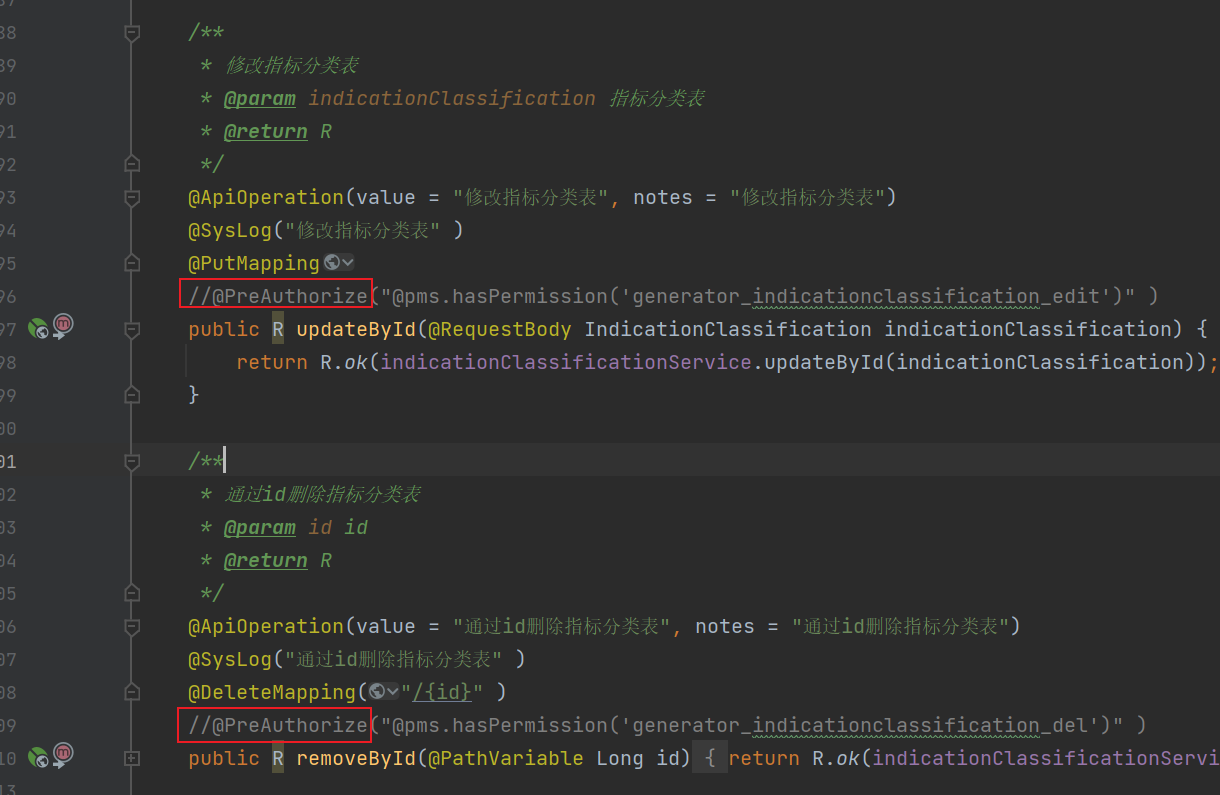 88 /**
89 * 修改指标分类表
90 * @param indicationClassification 指标分类表
91 * @return R
92 */
93 @ApiOperation(value = "修改指标分类表", notes = "修改指标分类表")
94 @SysLog("修改指标分类表" )
95 @PutMapping
96 //@PreAuthorize("@pms.hasPermission('generator_indicationclassification_edit')" )
97 public R updateById(@RequestBody IndicationClassification indicationClassification) {
98 return R.ok(indicationClassificationService.updateById(indicationClassification));
99 }
00
01 /**
02 * 通过id删除指标分类表
03 * @param id id
04 * @return R
05 */
06 @ApiOperation(value = "通过id删除指标分类表", notes = "通过id删除指标分类表")
07 @SysLog("通过id删除指标分类表" )
08 @DeleteMapping("/{id}" )
09 //@PreAuthorize("@pms.hasPermission('generator_indicationclassification_del')" )
10 public R removeById(@PathVariable Long id) { return R.ok(indicationClassificationServi
13